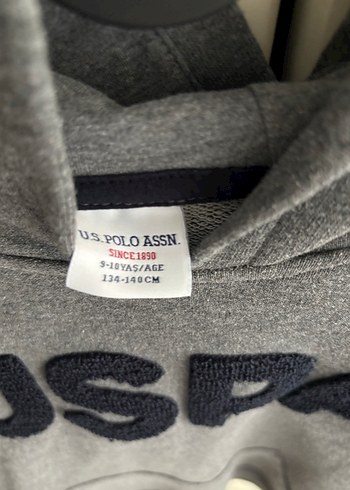 U.S. POLO ASSN.
SINCE 1890
9-10YAŞ/AGE
134-140CM
USPA